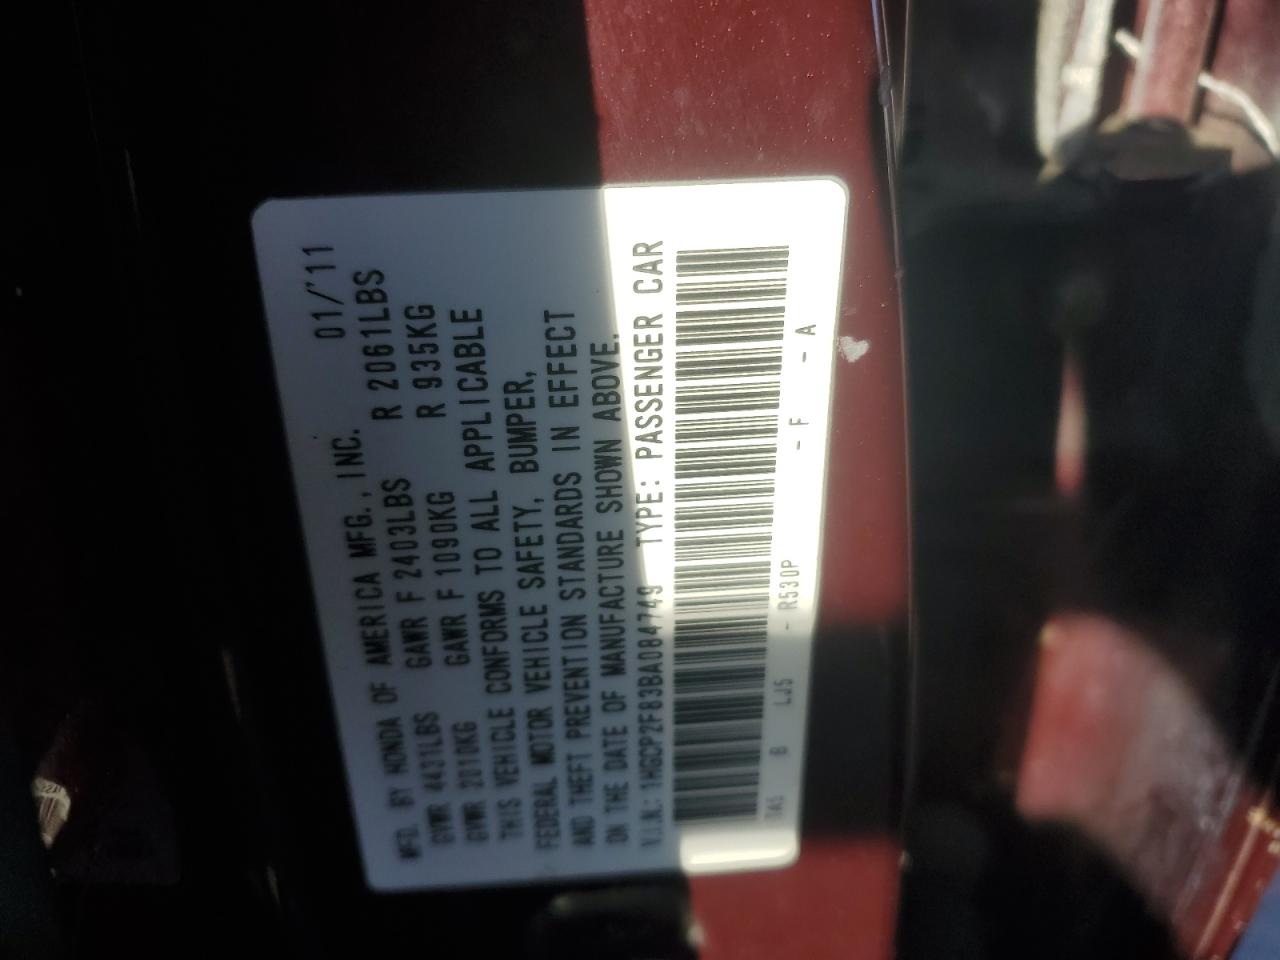 MFD. BY HONDA OF AMERICA MFG., INC. 01/'11
GVWR 4431LBS GAWR F 2403LBS R 2061LBS
GVWR 2010KG GAWR F 1090KG R 935KG
THIS VEHICLE CONFORMS TO ALL APPLICABLE
FEDERAL MOTOR VEHICLE SAFETY, BUMPER,
AND THEFT PREVENTION STANDARDS IN EFFECT
ON THE DATE OF MANUFACTURE SHOWN ABOVE.
V.I.N.: 1HGCP2F83BA084749 TYPE: PASSENGER CAR
B LJ5 - R530P - F - A